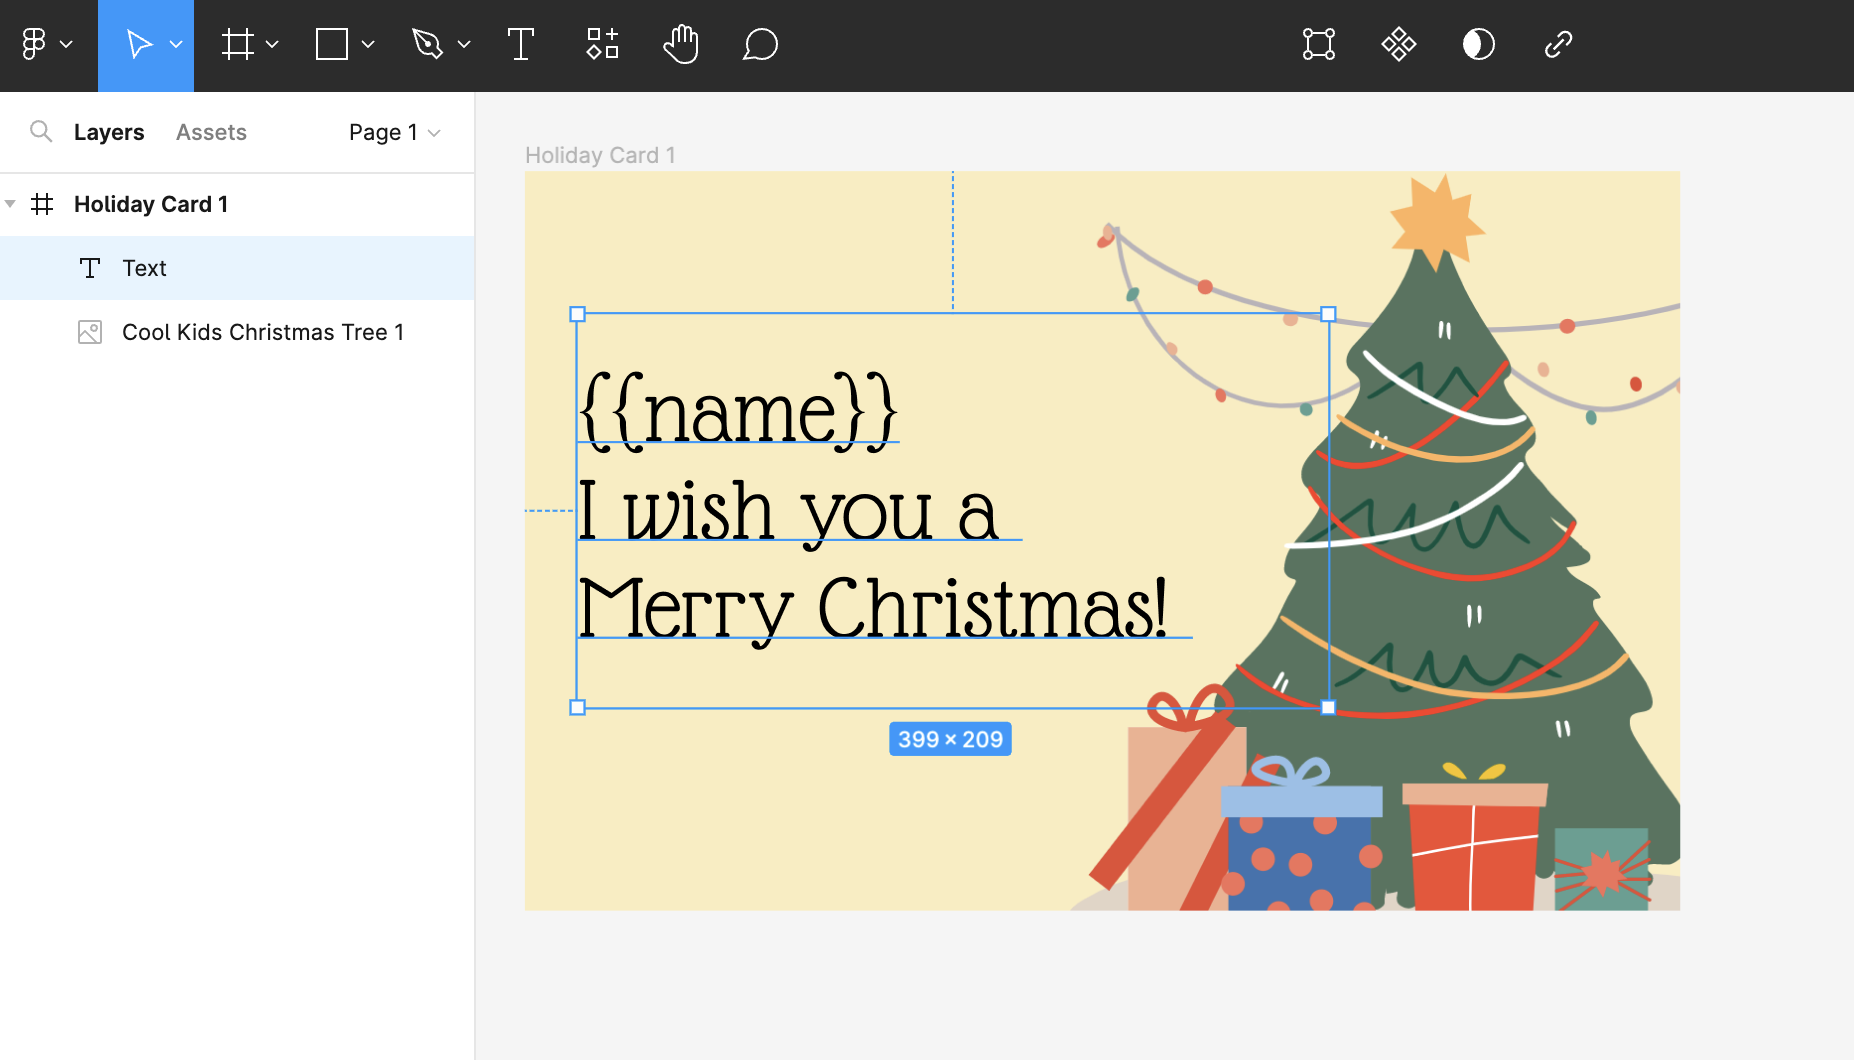 Layers Assets Page 1
Holiday Card 1
Text
Cool Kids Christmas Tree 1
Holiday Card 1
{{name}}
I wish you a
Merry Christmas!
399 × 209